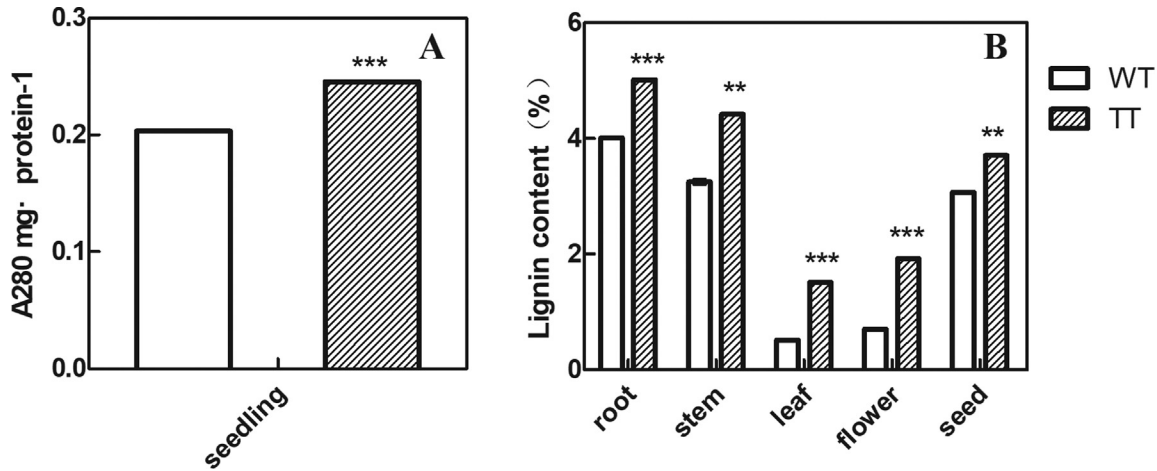 A
A280 mg· protein-1
0.3
0.2
0.1
0.0
***
seedling
B
Lignin content (%)
6
4
2
0
***
**
***
***
**
root
stem
leaf
flower
seed
WT
TT